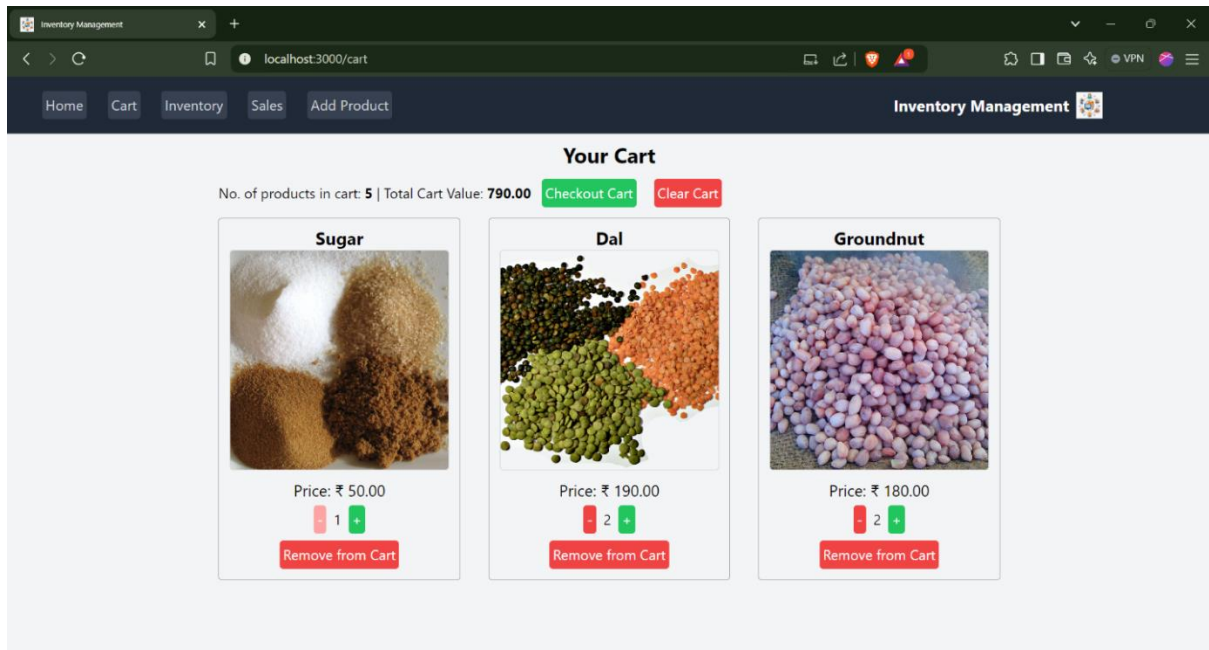 Inventory Management
localhost:3000/cart
VPN
Home Cart Inventory Sales Add Product Inventory Management
Your Cart
No. of products in cart: 5 | Total Cart Value: 790.00 Checkout Cart Clear Cart
Sugar Dal Groundnut
Price: ₹ 50.00 Price: ₹ 190.00 Price: ₹ 180.00
- 1 + - 2 + - 2 +
Remove from Cart Remove from Cart Remove from Cart